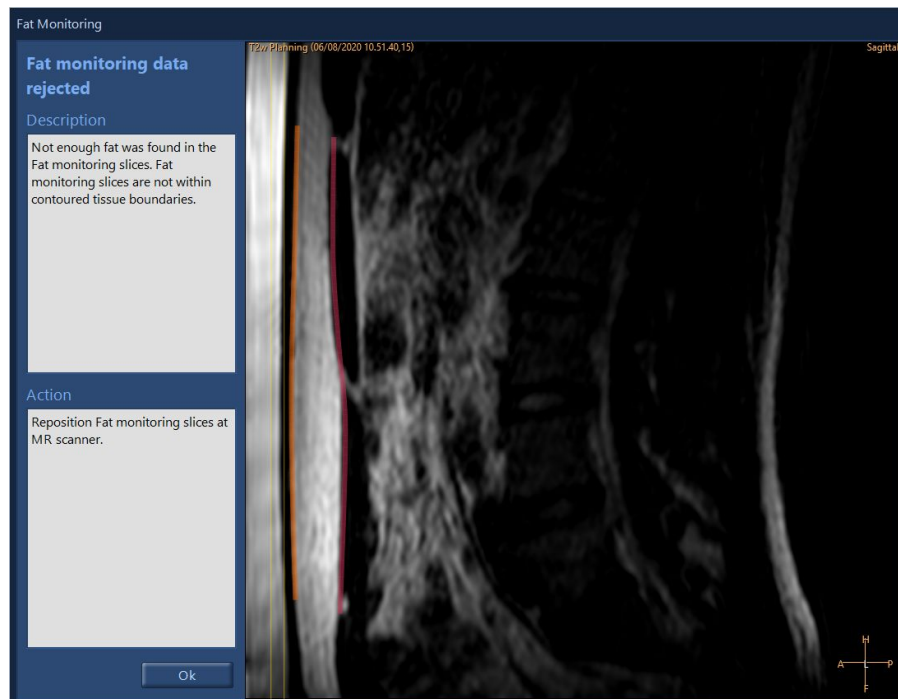 Fat Monitoring
Fat monitoring data
rejected
Description
Not enough fat was found in the
Fat monitoring slices. Fat
monitoring slices are not within
contoured tissue boundaries.
Action
Reposition Fat monitoring slices at
MR scanner.
Ok
T2w Planning (06/08/2020 10.51.40,15)
Sagittal
H
A L P
F